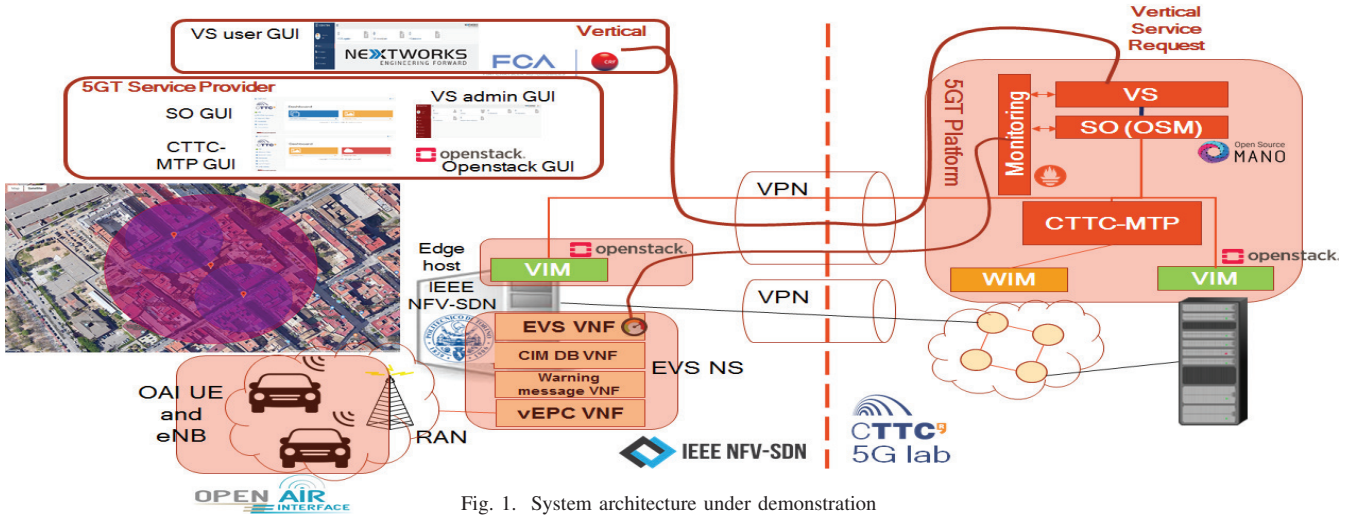 VS user GUI
NEXTWORKS
ENGINEERING FORWARD
Vertical
FCA
CRF
5GT Service Provider
SO GUI
CTTC
VS admin GUI
CTTC-
MTP GUI
CTTC
openstack.
Openstack GUI
Vertical
Service
Request
5GT Platform
Monitoring
VS
SO (OSM)
Open Source
MANO
CTTC-MTP
WIM
openstack.
VIM
VPN
VPN
Edge
host
IEEE
NFV-SDN
openstack.
VIM
EVS VNF
CIM DB VNF
Warning
message VNF
vEPC VNF
EVS NS
OAI UE
and
eNB
RAN
OPEN AIR
INTERFACE
IEEE NFV-SDN
CTTC9
5G lab
Fig. 1. System architecture under demonstration